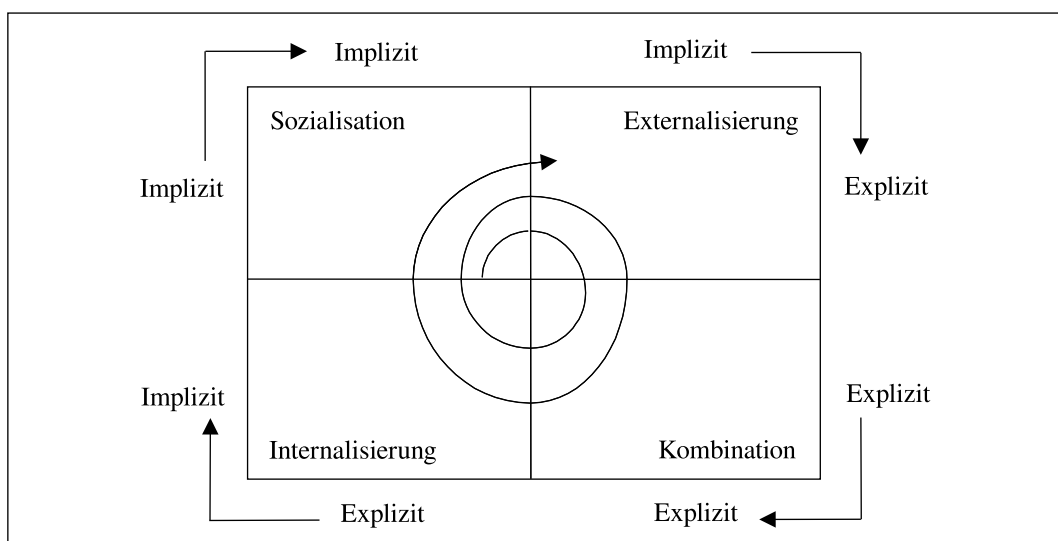 Implizit
Implizit
Sozialisation
Externalisierung
Implizit
Explizit
Implizit
Explizit
Internalisierung
Kombination
Explizit
Explizit